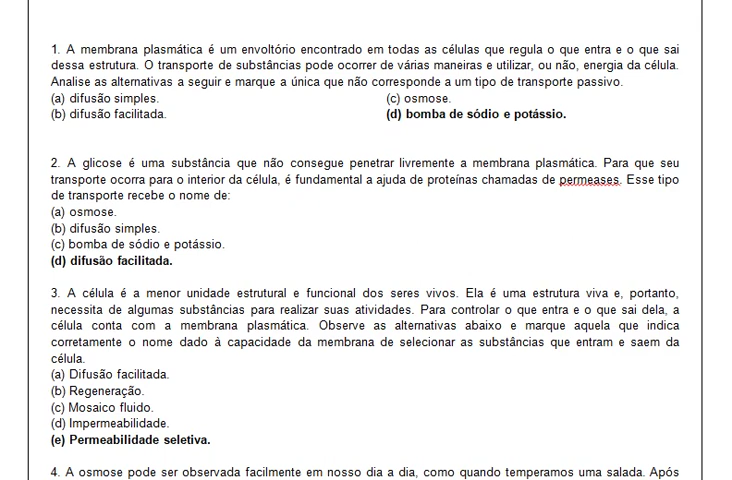 1. A membrana plasmática é um envoltório encontrado em todas as células que regula o que entra e o que sai
dessa estrutura. O transporte de substâncias pode ocorrer de várias maneiras e utilizar, ou não, energia da célula.
Analise as alternativas a seguir e marque a única que não corresponde a um tipo de transporte passivo.
(a) difusão simples. (c) osmose.
(b) difusão facilitada. (d) bomba de sódio e potássio.
2. A glicose é uma substância que não consegue penetrar livremente a membrana plasmática. Para que seu
transporte ocorra para o interior da célula, é fundamental a ajuda de proteínas chamadas de permeases. Esse tipo
de transporte recebe o nome de:
(a) osmose.
(b) difusão simples.
(c) bomba de sódio e potássio.
(d) difusão facilitada.
3. A célula é a menor unidade estrutural e funcional dos seres vivos. Ela é uma estrutura viva e, portanto,
necessita de algumas substâncias para realizar suas atividades. Para controlar o que entra e o que sai dela, a
célula conta com a membrana plasmática. Observe as alternativas abaixo e marque aquela que indica
corretamente o nome dado à capacidade da membrana de selecionar as substâncias que entram e saem da
célula.
(a) Difusão facilitada.
(b) Regeneração.
(c) Mosaico fluido.
(d) Impermeabilidade.
(e) Permeabilidade seletiva.
4. A osmose pode ser observada facilmente em nosso dia a dia, como quando temperamos uma salada. Após